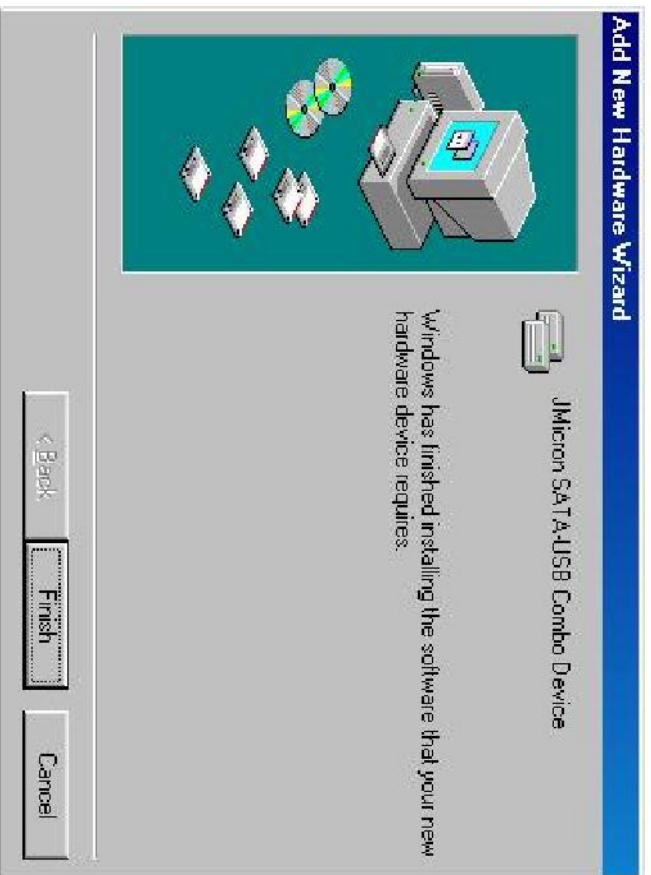 Add New Hardware Wizard
JMicron SATA-USB Combo Device
Windows has finished installing the software that your new
hardware device requires.
< Back
Finish
Cancel